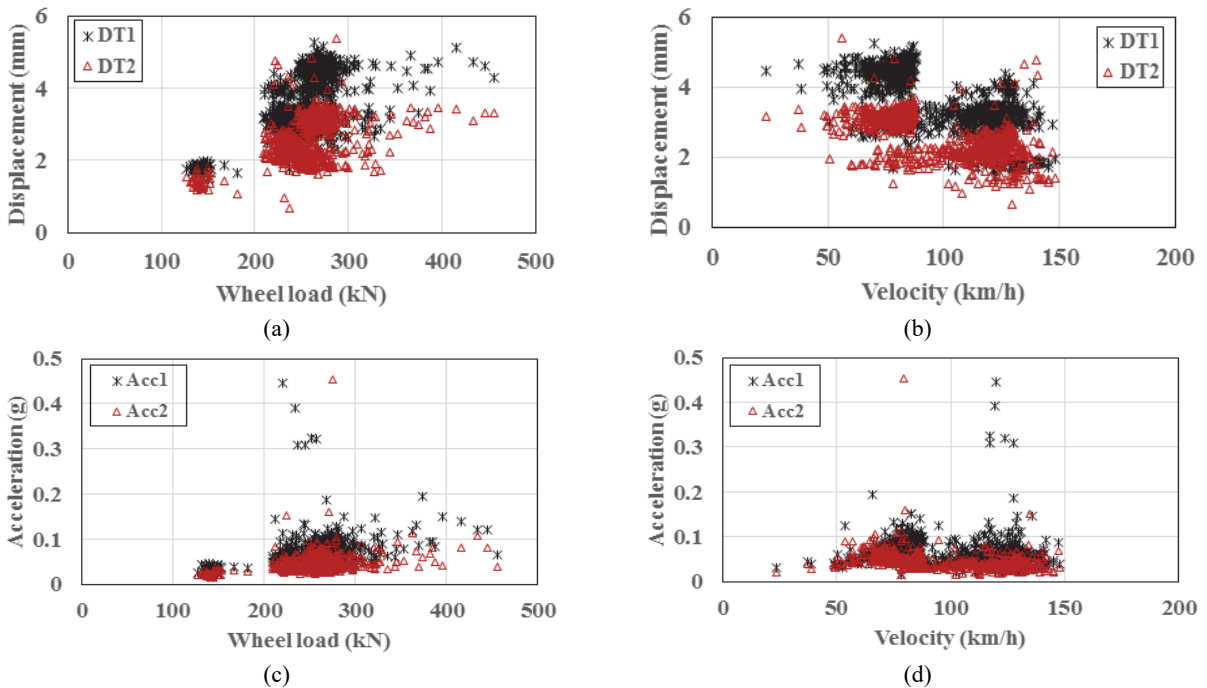 6
4
2
0
Displacement (mm)
DT1
DT2
0 100 200 300 400 500
Wheel load (kN)
(a)
6
4
2
0
Displacement (mm)
DT1
DT2
0 50 100 150 200
Velocity (km/h)
(b)
0.5
0.4
0.3
0.2
0.1
0
Acceleration (g)
Acc1
Acc2
0 100 200 300 400 500
Wheel load (kN)
(c)
0.5
0.4
0.3
0.2
0.1
0
Acceleration (g)
Acc1
Acc2
0 50 100 150 200
Velocity (km/h)
(d)